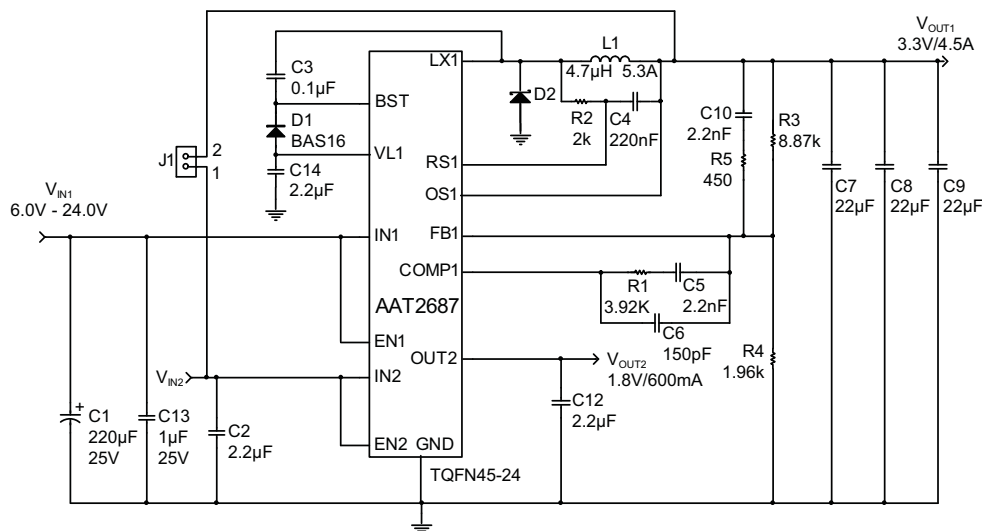 V_OUT1
3.3V/4.5A
L1
LX1
4.7µH 5.3A
C3
0.1µF
D2
BST
R2
2k
C4
220nF
C10
2.2nF
R3
8.87k
D1
BAS16
J1
2
1
VL1
C14
2.2µF
RS1
R5
450
OS1
C7
22µF
C8
22µF
C9
22µF
V_IN1
6.0V - 24.0V
IN1
FB1
COMP1
R1
3.92K
C5
2.2nF
AAT2687
C6
150pF
EN1
OUT2
V_OUT2
1.8V/600mA
R4
1.96k
V_IN2
IN2
C12
2.2µF
+
C1
220µF
25V
C13
1µF
25V
C2
2.2µF
EN2 GND
TQFN45-24